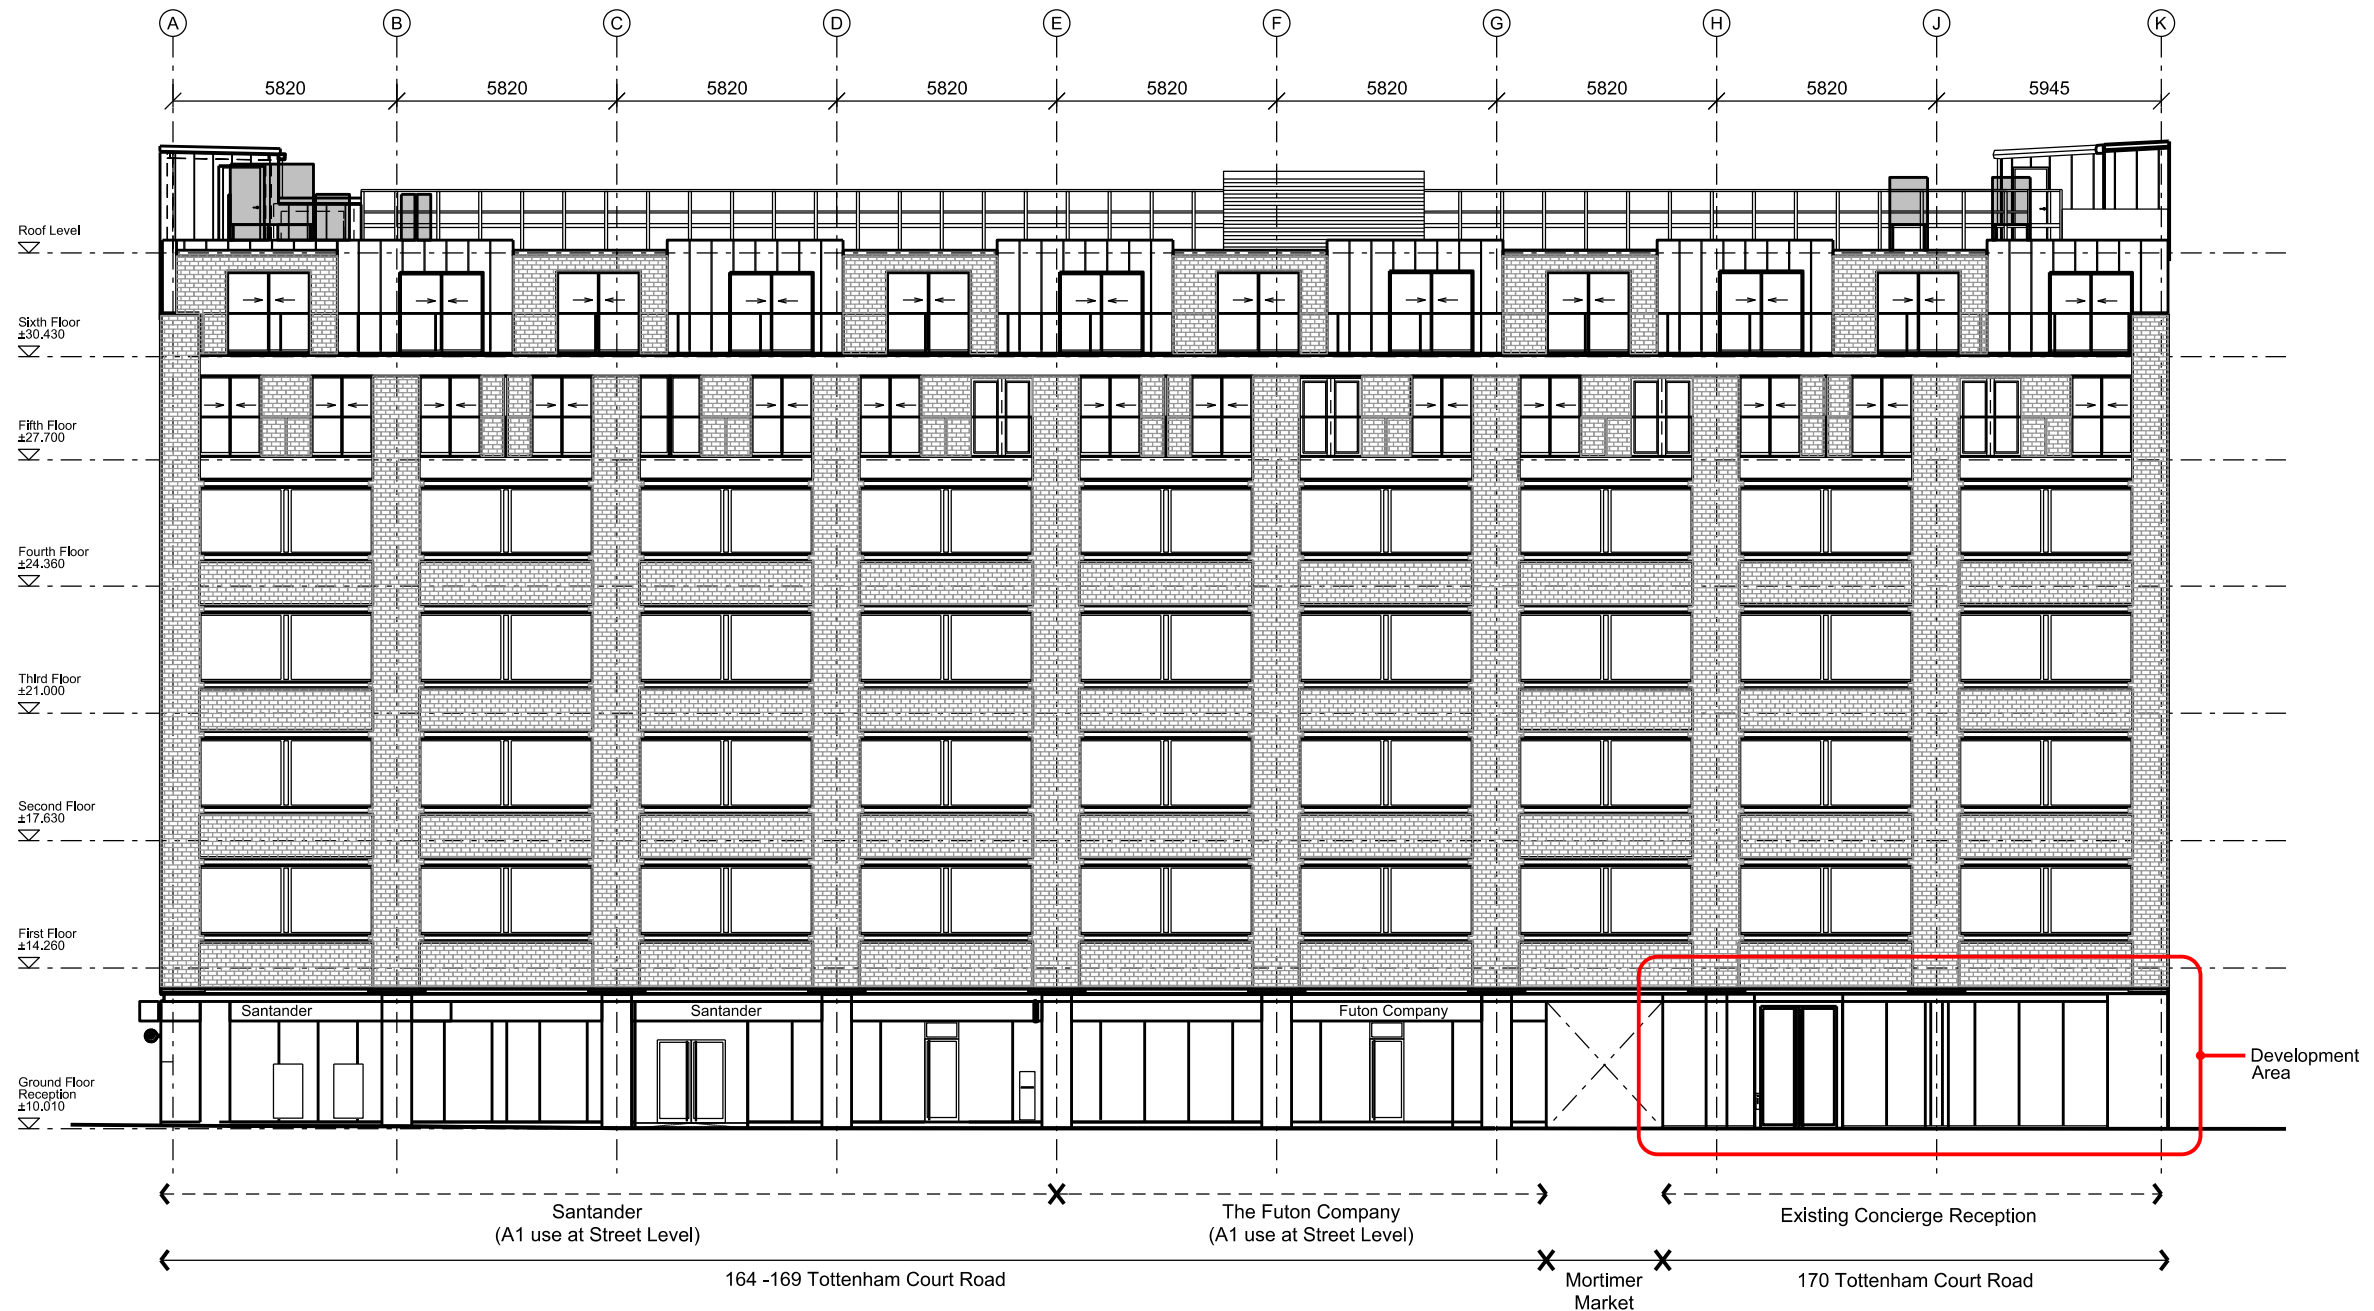 A B C D E F G H J K
5820 5820 5820 5820 5820 5820 5820 5820 5945
Roof Level
Sixth Floor
±30.430
Fifth Floor
±27.700
Fourth Floor
±24.360
Third Floor
±21.000
Second Floor
±17.630
First Floor
±14.260
Santander Santander Futon Company
Development
Area
Ground Floor
Reception
±10.010
Santander
(A1 use at Street Level)
The Futon Company
(A1 use at Street Level)
Existing Concierge Reception
164 -169 Tottenham Court Road
Mortimer
Market
170 Tottenham Court Road